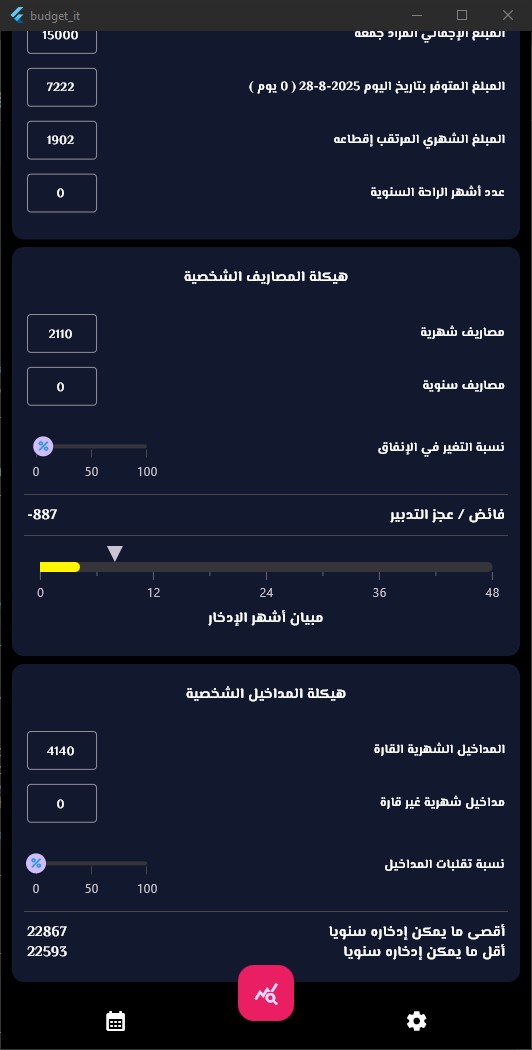 budget_it
المبلغ الإجمالي المراد جمعه 15000
المبلغ المتوفر بتاريخ اليوم 2025-8-28 ( 0 يوم ) 7222
المبلغ الشهري المرتقب إقطاعه 1902
عدد أشهر الراحة السنوية 0
هيكلة المصاريف الشخصية
مصاريف شهرية 2110
مصاريف سنوية 0
نسبة التغير في الإنفاق %
0 50 100
فائض / عجز التدبير -887
0 12 24 36 48
مبيان أشهر الإدخار
هيكلة المداخيل الشخصية
المداخيل الشهرية القارة 4140
مداخيل شهرية غير قارة 0
نسبة تقلبات المداخيل %
0 50 100
أقصى ما يمكن إدخاره سنويا 22867
أقل ما يمكن إدخاره سنويا 22593